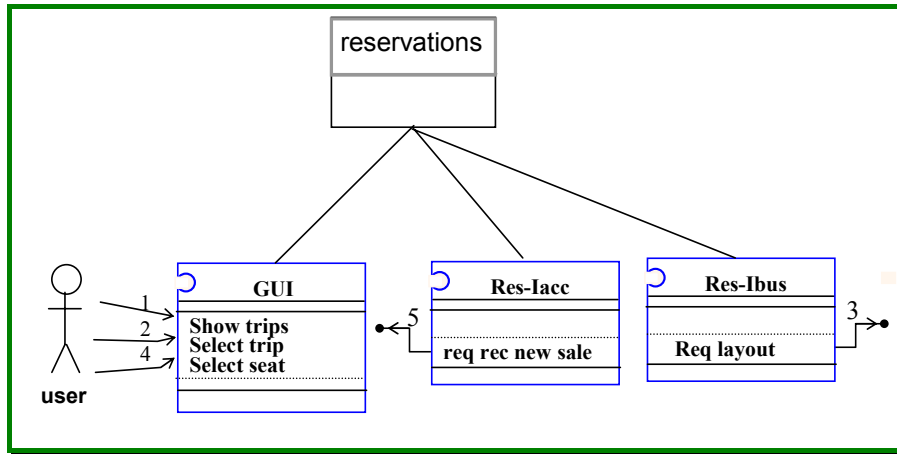 reservations
GUI
Show trips
Select trip
Select seat
Res-Iacc
req rec new sale
Res-Ibus
Req layout
1
2
4
5
3
user